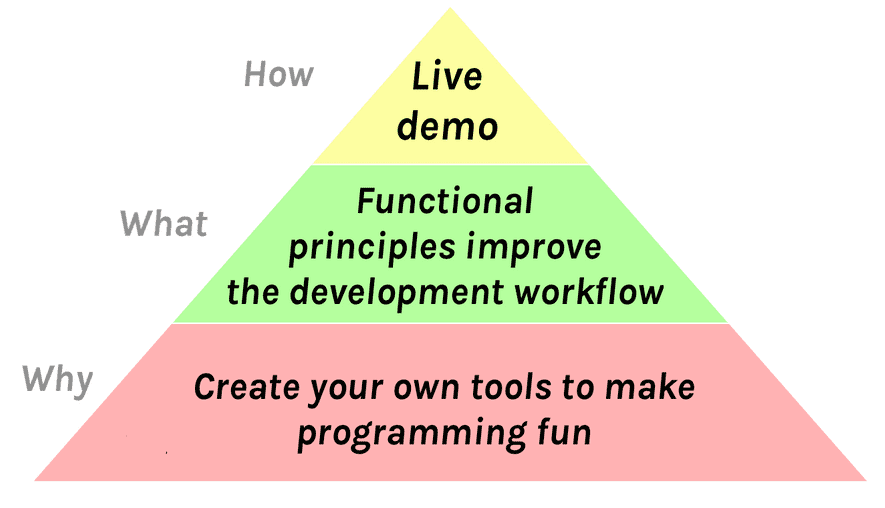 How
Live
demo
What
Functional
principles improve
the development workflow
Why
Create your own tools to make
programming fun